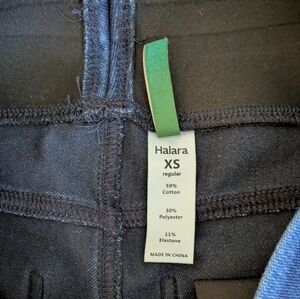 Halara
XS
regular
59%
Cotton
30%
Polyester
11%
Elastane
MADE IN CHINA